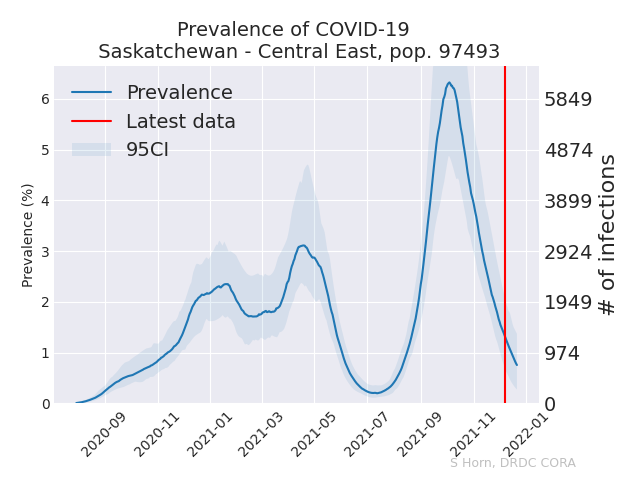 Prevalence of COVID-19
Saskatchewan - Central East, pop. 97493
Prevalence
Latest data
95CI
Prevalence (%)
6
5
4
3
2
1
0
5849
4874
3899
2924
1949
974
0
# of infections
2020-09
2020-11
2021-01
2021-03
2021-05
2021-07
2021-09
2021-11
2022-01
S Horn, DRDC CORA